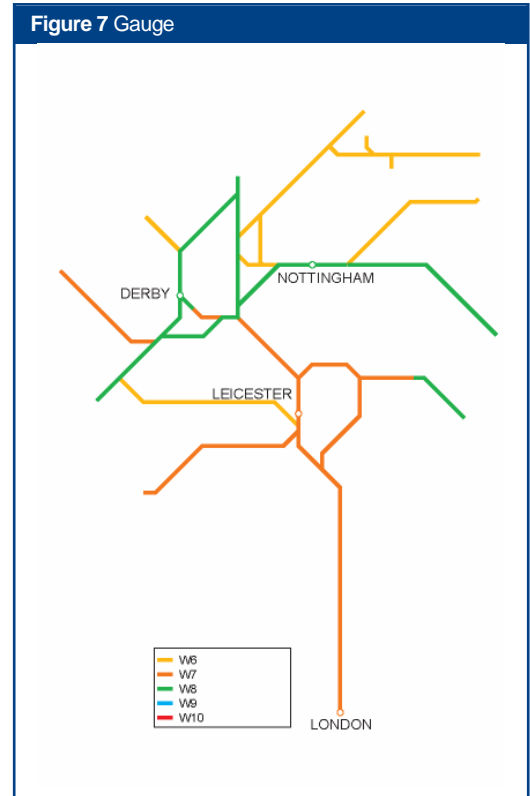 Figure 7 Gauge
NOTTINGHAM
DERBY
LEICESTER
W6
W7
W8
W9
W10
LONDON